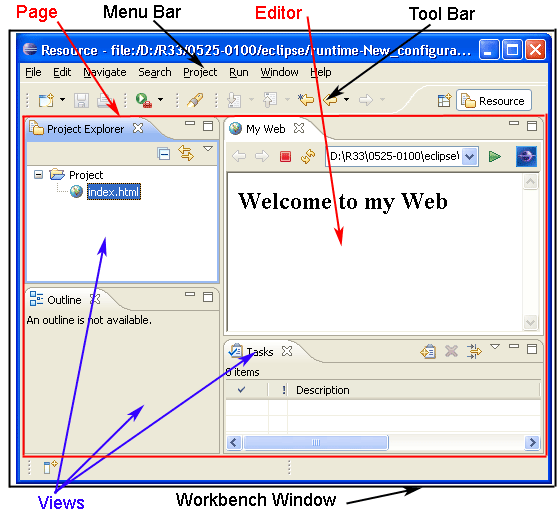 Page
Menu Bar
Editor
Tool Bar
Resource - file:/D:/R33/0525-0100/eclipse/runtime-New_configura...
File Edit Navigate Search Project Run Window Help
Resource
Project Explorer
My Web
D:\R33\0525-0100\eclipse\
Project
index.html
Welcome to my Web
Outline
An outline is not available.
Tasks
0 items
! Description
Views
Workbench Window